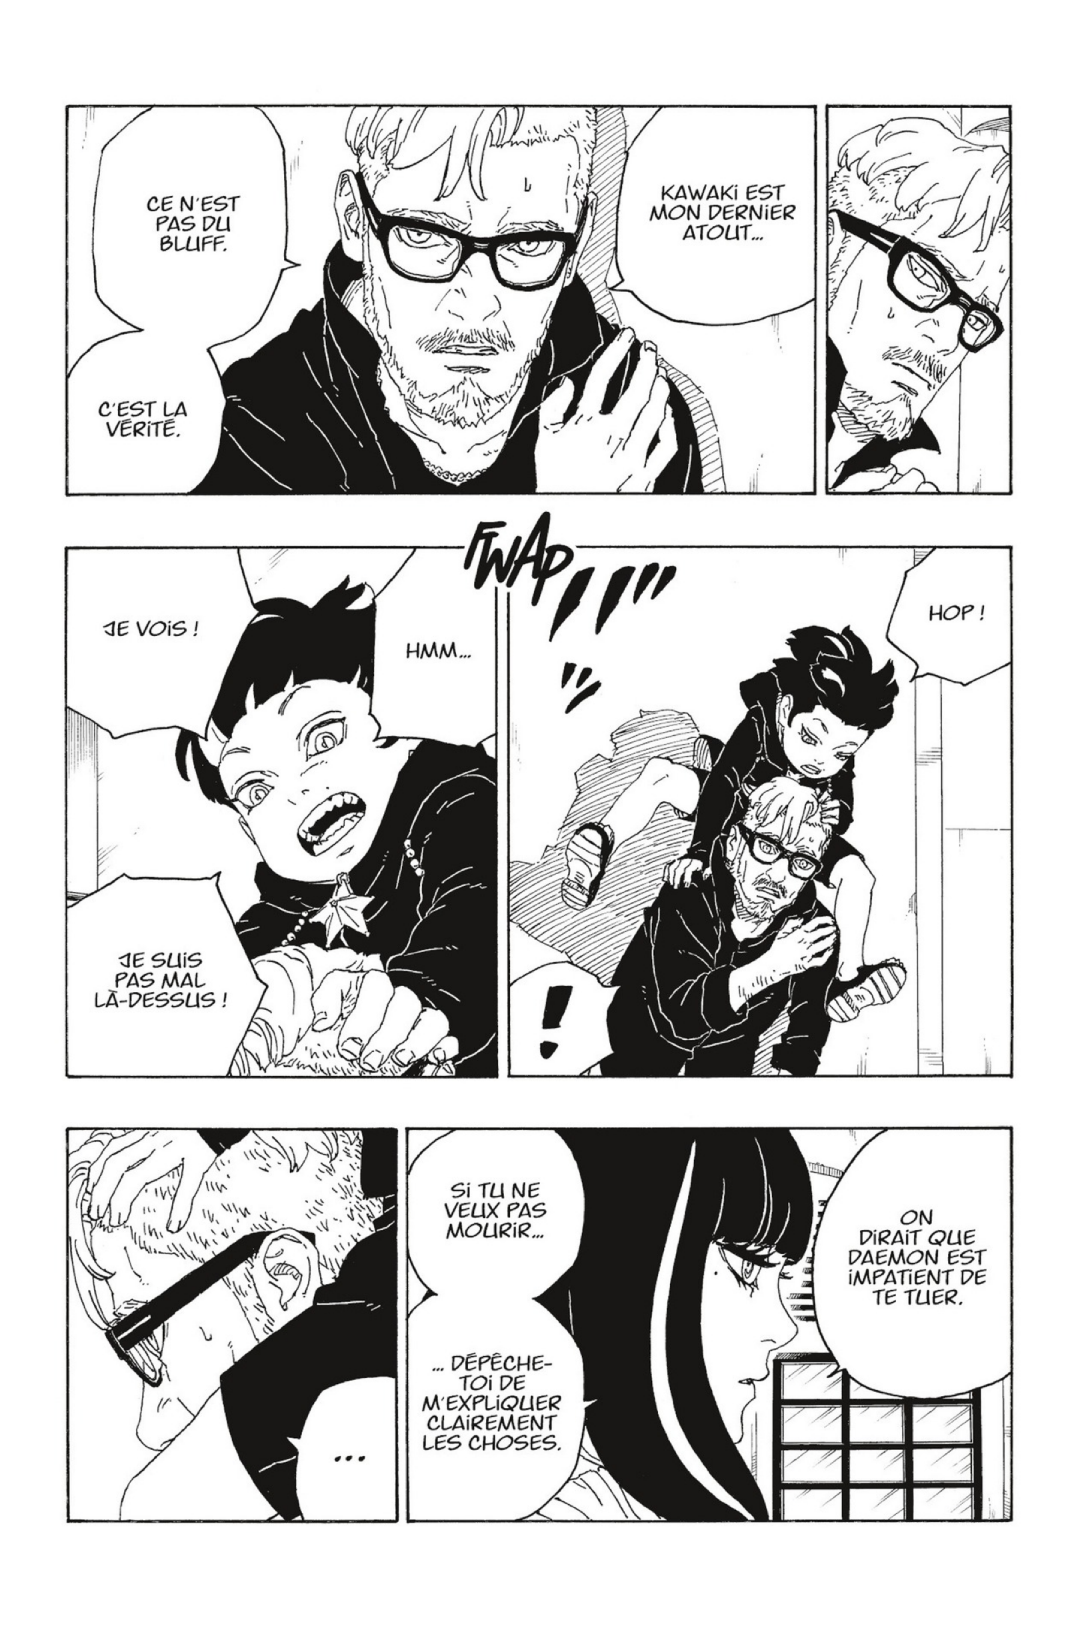 KAWAKI EST
MON DERNIER
ATOUT...
CE N'EST
PAS DU
BLUFF.
C'EST LA
VÉRITÉ.
HOP !
FWAP
!
HMM...
JE VOIS !
JE SUIS
PAS MAL
LÀ-DESSUS !
ON
DIRAIT QUE
DAEMON EST
IMPATIENT DE
TE TUER.
SI TU NE
VEUX PAS
MOURIR...
... DÉPÊCHE-
TOI DE
M'EXPLIQUER
CLAIREMENT
LES CHOSES.
...